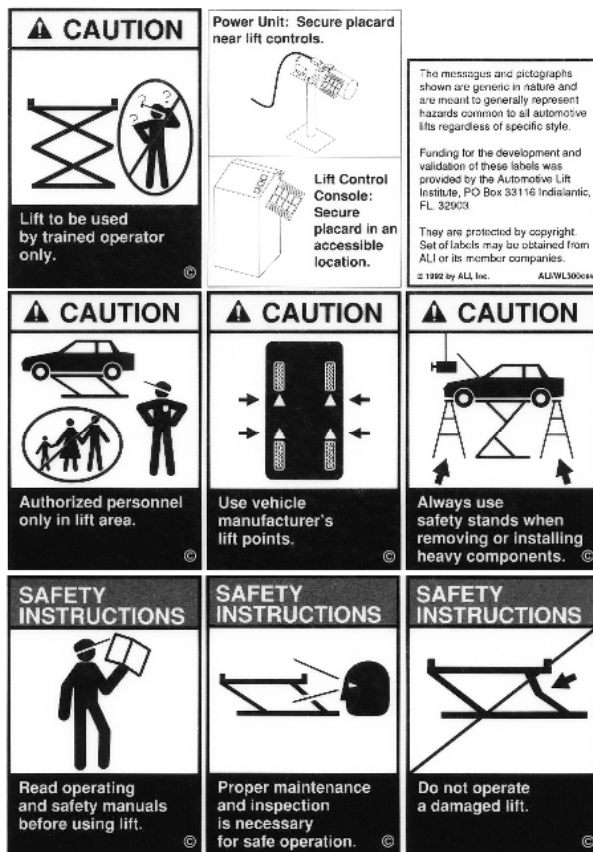 CAUTION
? ?
?
Lift to be used
by trained operator
only.
©
Power Unit: Secure placard
near lift controls.
Lift Control
Console:
Secure
placard in an
accessible
location.
The messages and pictographs
shown are generic in nature and
are meant to generally represent
hazards common to all automotive
lifts regardless of specific style.
Funding for the development and
validation of these labels was
provided by the Automotive Lift
Institute, PO Box 33116 Indialantic,
FL. 32903.
They are protected by copyright.
Set of labels may be obtained from
ALI or its member companies.
© 1992 by ALI, Inc.
CAUTION
Authorized personnel
only in lift area.
©
CAUTION
Use vehicle
manufacturer's
lift points.
©
CAUTION
Always use
safety stands when
removing or installing
heavy components.
©
SAFETY
INSTRUCTIONS
Read operating
and safety manuals
before using lift.
©
SAFETY
INSTRUCTIONS
Proper maintenance
and inspection
is necessary
for safe operation.
©
SAFETY
INSTRUCTIONS
Do not operate
a damaged lift.
©